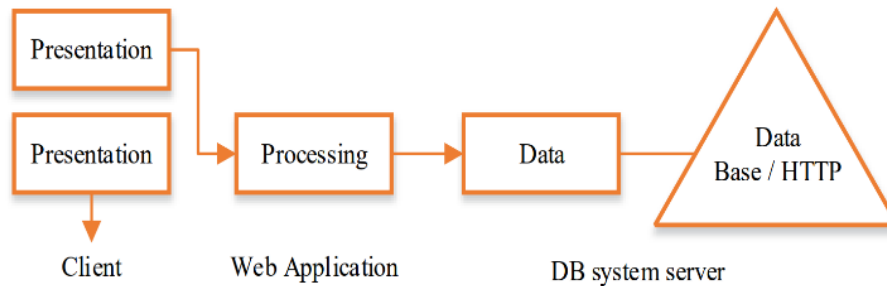 Presentation
Presentation
Processing
Data
Data
Base / HTTP
Client
Web Application
DB system server